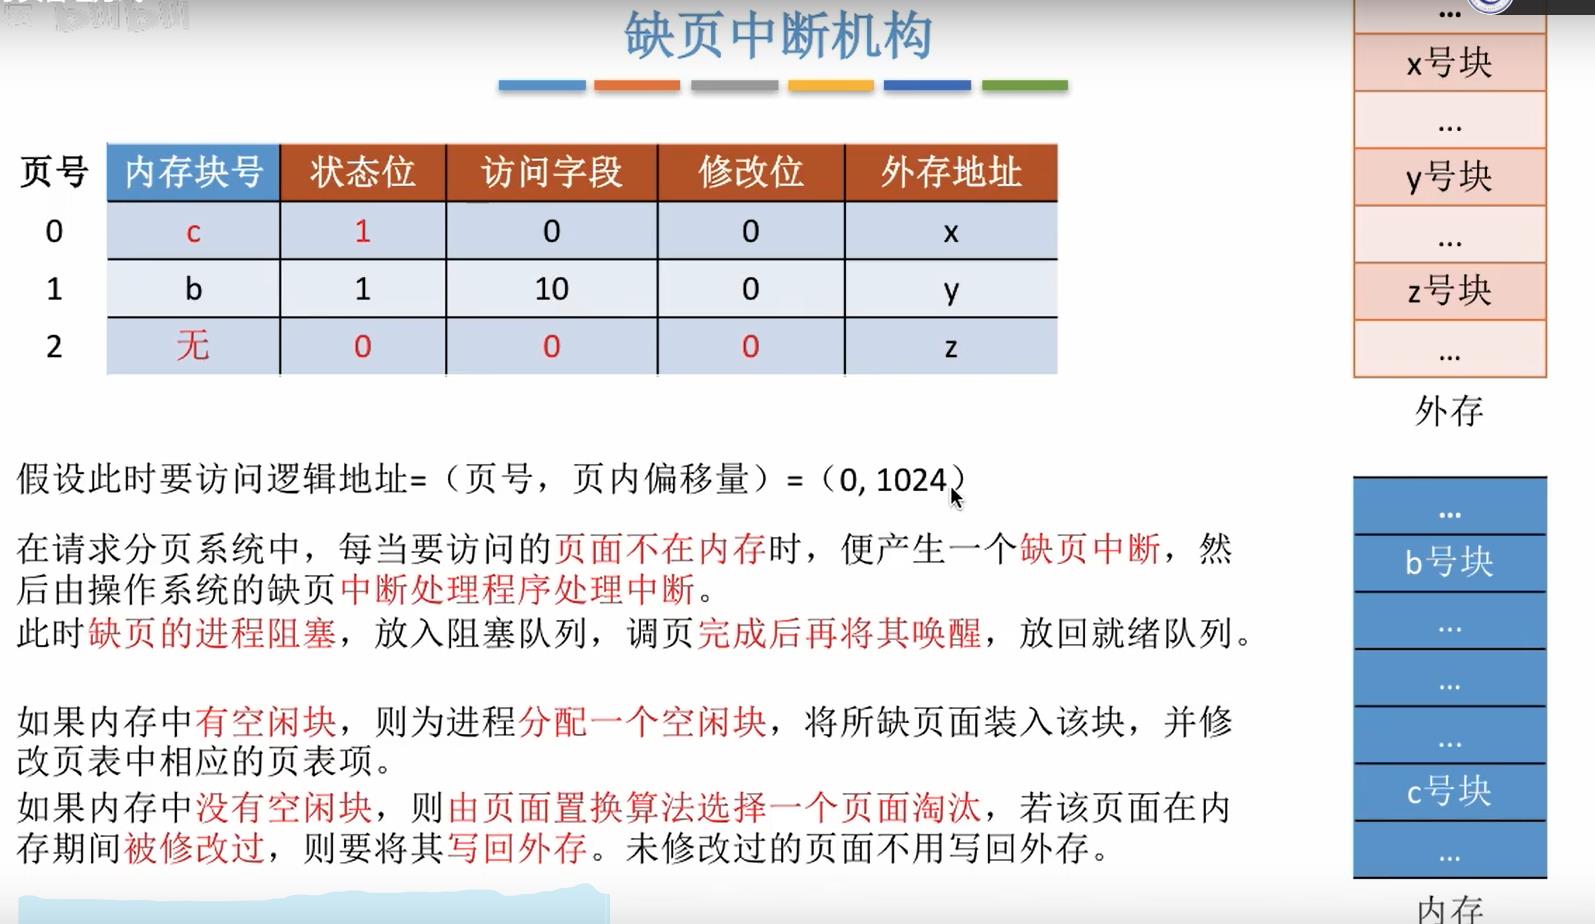 缺页中断机构
页号 内存块号 状态位 访问字段 修改位 外存地址
0 c 1 0 0 x
1 b 1 10 0 y
2 无 0 0 0 z
...
x号块
...
y号块
...
z号块
...
外存
假设此时要访问逻辑地址=（页号，页内偏移量）=（0, 1024）
在请求分页系统中，每当要访问的页面不在内存时，便产生一个缺页中断，然
后由操作系统的缺页中断处理程序处理中断。
此时缺页的进程阻塞，放入阻塞队列，调页完成后再将其唤醒，放回就绪队列。
如果内存中有空闲块，则为进程分配一个空闲块，将所缺页面装入该块，并修
改页表中相应的页表项。
如果内存中没有空闲块，则由页面置换算法选择一个页面淘汰，若该页面在内
存期间被修改过，则要将其写回外存。未修改过的页面不用写回外存。
...
b号块
...
...
...
c号块
...
内存